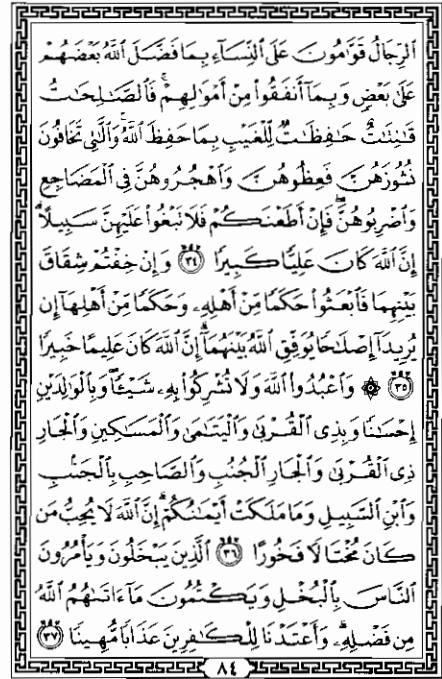 ٱلرِّجَالُ قَوَّٰمُونَ عَلَى ٱلنِّسَآءِ بِمَا فَضَّلَ ٱللَّهُ بَعْضَهُمْ
عَلَىٰ بَعْضٍ وَبِمَآ أَنفَقُوا۟ مِنْ أَمْوَٰلِهِمْ ۚ فَٱلصَّٰلِحَٰتُ
قَٰنِتَٰتٌ حَٰفِظَٰتٌ لِّلْغَيْبِ بِمَا حَفِظَ ٱللَّهُ ۚ وَٱلَّٰتِى تَخَافُونَ
نُشُوزَهُنَّ فَعِظُوهُنَّ وَٱهْجُرُوهُنَّ فِى ٱلْمَضَاجِعِ
وَٱضْرِبُوهُنَّ ۖ فَإِنْ أَطَعْنَكُمْ فَلَا تَبْغُوا۟ عَلَيْهِنَّ سَبِيلًا ۗ
إِنَّ ٱللَّهَ كَانَ عَلِيًّا كَبِيرًا ٣٤ وَإِنْ خِفْتُمْ شِقَاقَ
بَيْنِهِمَا فَٱبْعَثُوا۟ حَكَمًا مِّنْ أَهْلِهِۦ وَحَكَمًا مِّنْ أَهْلِهَآ إِن
يُرِيدَآ إِصْلَٰحًا يُوَفِّقِ ٱللَّهُ بَيْنَهُمَآ ۗ إِنَّ ٱللَّهَ كَانَ عَلِيمًا خَبِيرًا
٣٥ ۞ وَٱعْبُدُوا۟ ٱللَّهَ وَلَا تُشْرِكُوا۟ بِهِۦ شَيْـًٔا ۖ وَبِٱلْوَٰلِدَيْنِ
إِحْسَٰنًا وَبِذِى ٱلْقُرْبَىٰ وَٱلْيَتَٰمَىٰ وَٱلْمَسَٰكِينِ وَٱلْجَارِ
ذِى ٱلْقُرْبَىٰ وَٱلْجَارِ ٱلْجُنُبِ وَٱلصَّاحِبِ بِٱلْجَنۢبِ
وَٱبْنِ ٱلسَّبِيلِ وَمَا مَلَكَتْ أَيْمَٰنُكُمْ ۗ إِنَّ ٱللَّهَ لَا يُحِبُّ مَن
كَانَ مُخْتَالًا فَخُورًا ٣٦ ٱلَّذِينَ يَبْخَلُونَ وَيَأْمُرُونَ
ٱلنَّاسَ بِٱلْبُخْلِ وَيَكْتُمُونَ مَآ ءَاتَىٰهُمُ ٱللَّهُ
مِن فَضْلِهِۦ ۗ وَأَعْتَدْنَا لِلْكَٰفِرِينَ عَذَابًا مُّهِينًا ٣٧
٨٤